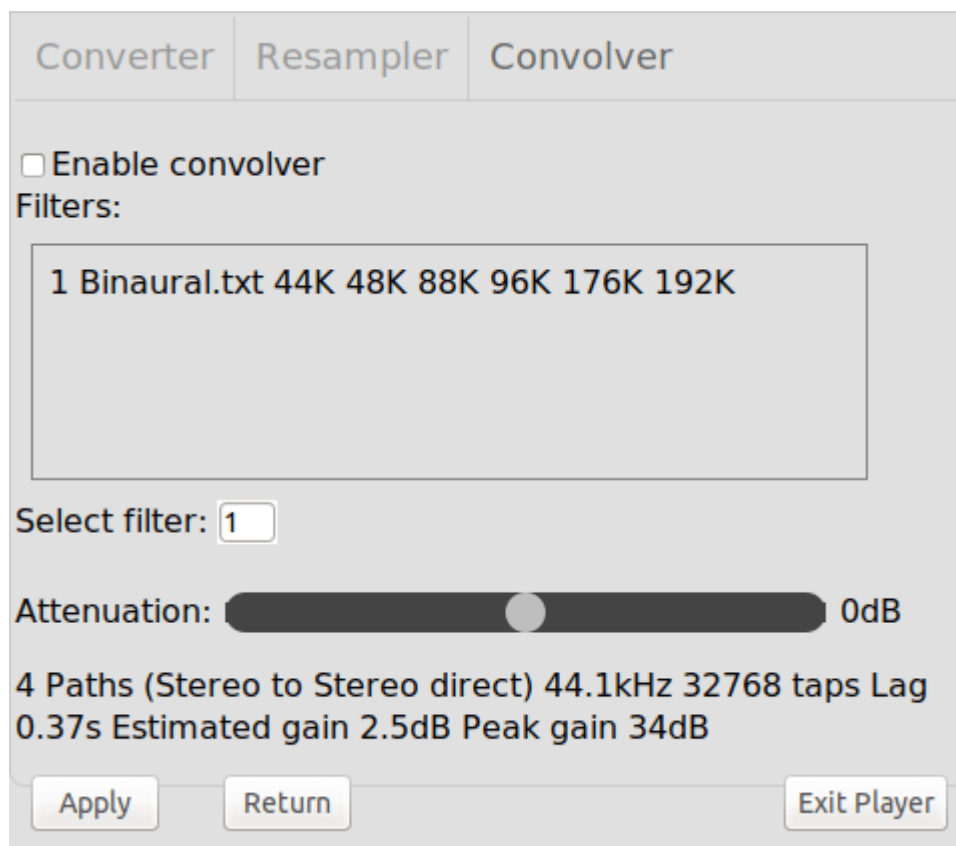 Converter Resampler Convolver
Enable convolver
Filters:
1 Binaural.txt 44K 48K 88K 96K 176K 192K
Select filter: 1
Attenuation: 0dB
4 Paths (Stereo to Stereo direct) 44.1kHz 32768 taps Lag
0.37s Estimated gain 2.5dB Peak gain 34dB
Apply Return Exit Player